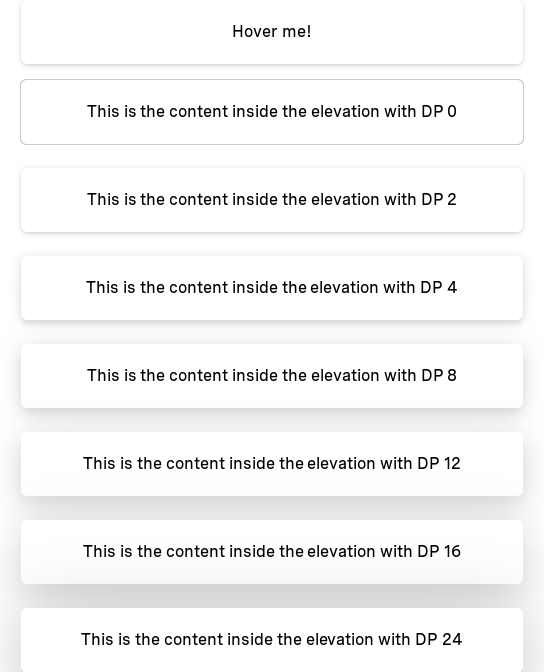 Hover me!
This is the content inside the elevation with DP 0
This is the content inside the elevation with DP 2
This is the content inside the elevation with DP 4
This is the content inside the elevation with DP 8
This is the content inside the elevation with DP 12
This is the content inside the elevation with DP 16
This is the content inside the elevation with DP 24